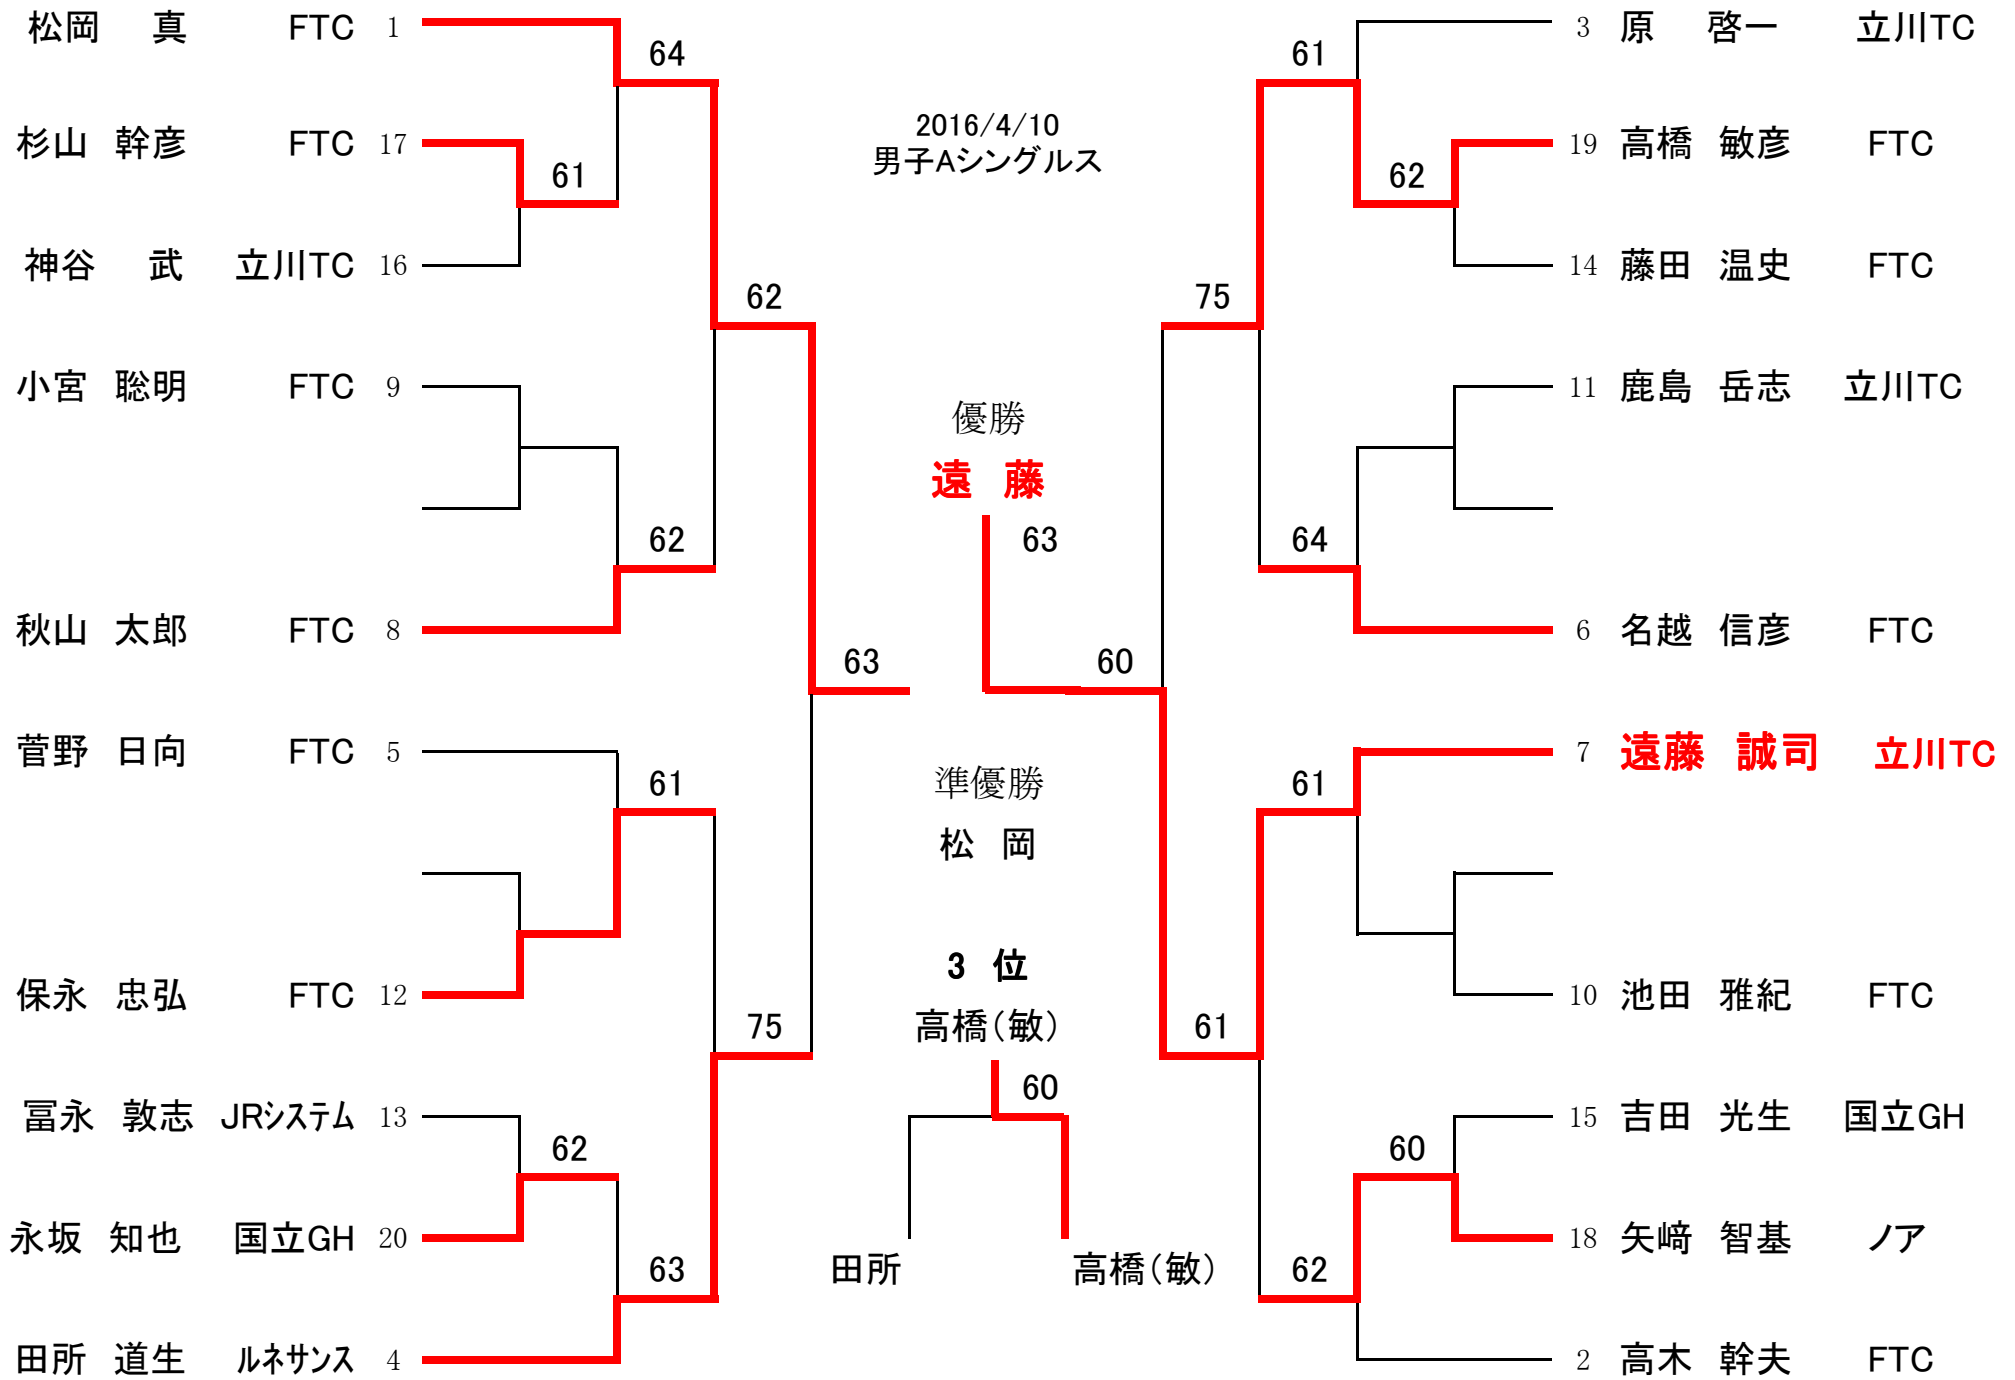 松岡 真 FTC 1
64
杉山 幹彦 FTC 17
61
神谷 武 立川TC 16
62
小宮 聡明 FTC 9
62
秋山 太郎 FTC 8
63
菅野 日向 FTC 5
61
保永 忠弘 FTC 12
75
冨永 敦志 JRシステム 13
62
永坂 知也 国立GH 20
63
田所 道生 ルネサンス 4
2016/4/10
男子Aシングルス
優勝
遠 藤
63
準優勝
松 岡
3 位
高橋(敏)
60
田所 高橋(敏)
3 原 啓一 立川TC
61
19 高橋 敏彦 FTC
62
14 藤田 温史 FTC
75
11 鹿島 岳志 立川TC
64
6 名越 信彦 FTC
60
7 遠藤 誠司 立川TC
61
10 池田 雅紀 FTC
61
15 吉田 光生 国立GH
60
18 矢﨑 智基 ノア
62
2 高木 幹夫 FTC